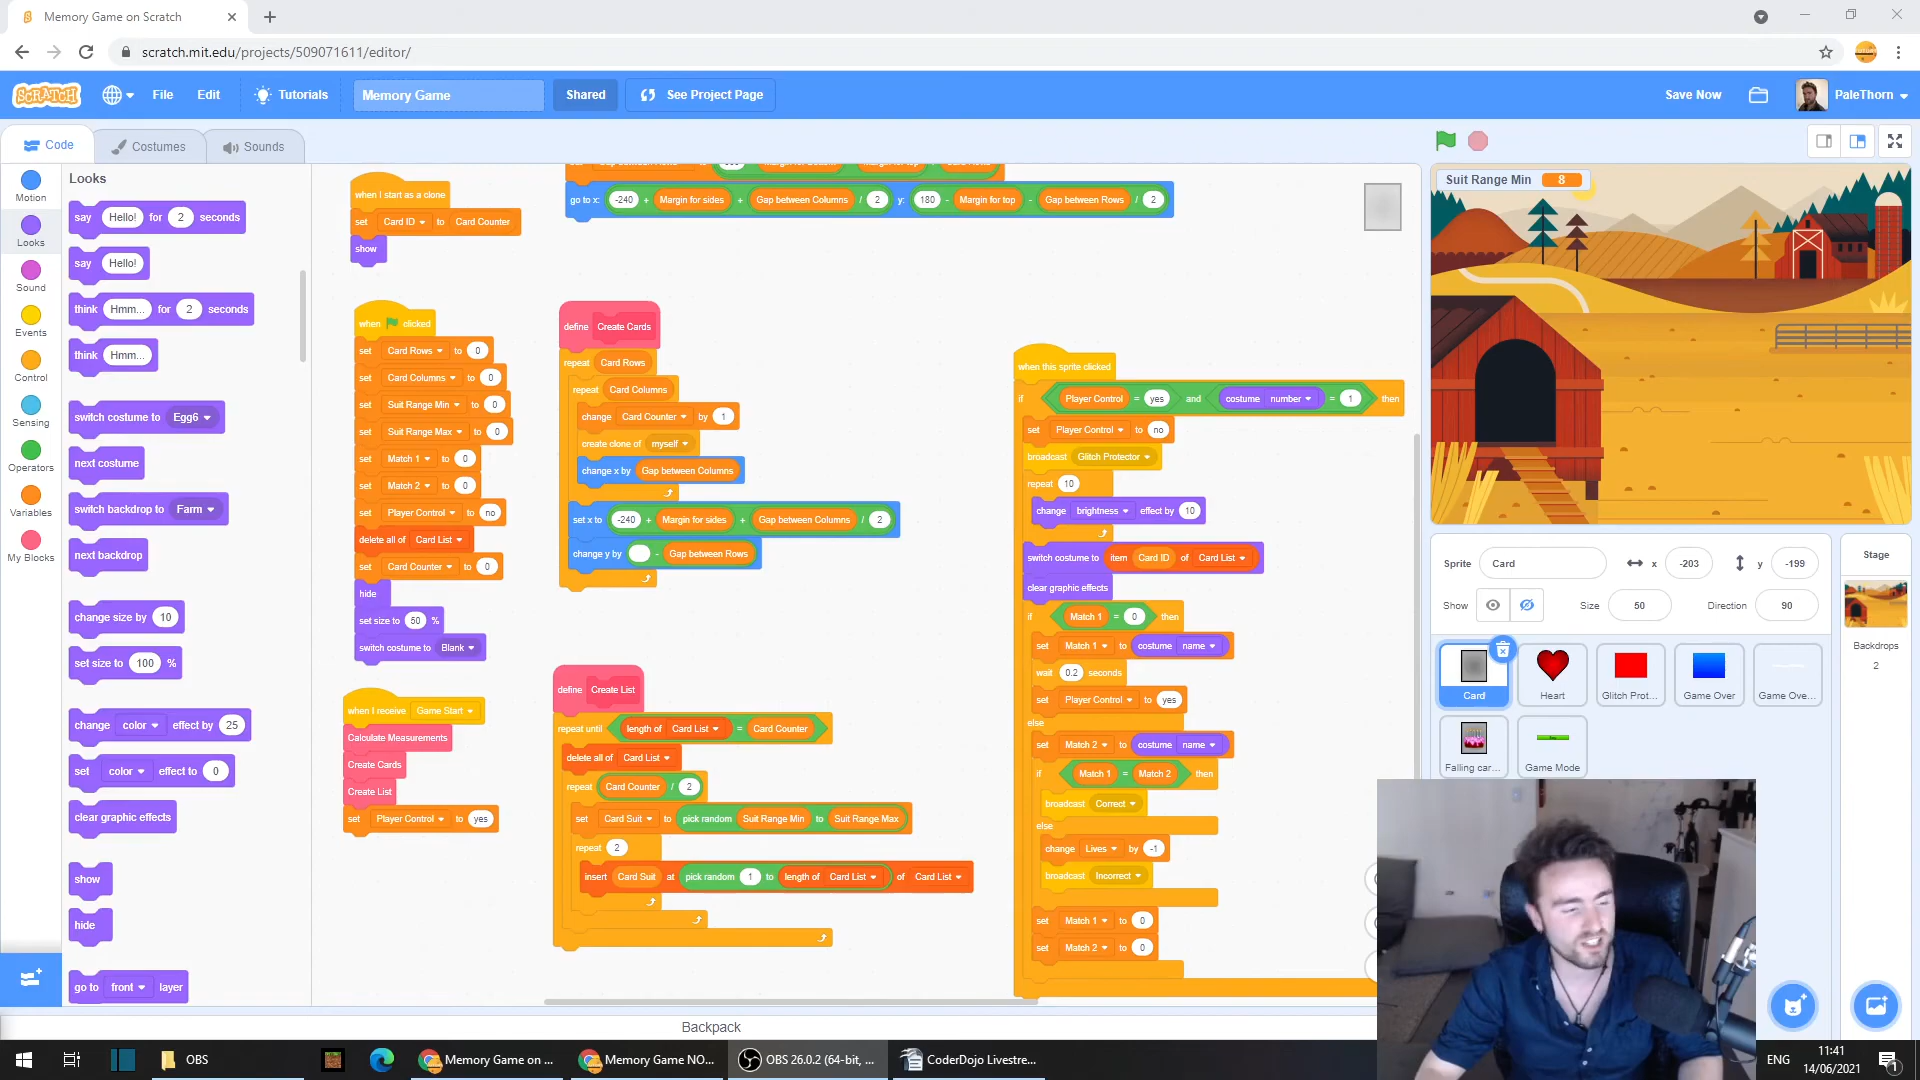 Memory Game on Scratch
scratch.mit.edu/projects/509071611/editor/
SCRATCH
File
Edit
Tutorials
Memory Game
Shared
See Project Page
Save Now
PaleThorn
Code
Costumes
Sounds
Motion
Looks
Sound
Events
Control
Sensing
Operators
Variables
My Blocks
Looks
say Hello! for 2 seconds
say Hello!
think Hmm... for 2 seconds
think Hmm...
switch costume to Egg6
next costume
switch backdrop to Farm
next backdrop
change size by 10
set size to 100 %
change color effect by 25
set color effect to 0
clear graphic effects
show
hide
go to front layer
when I start as a clone
set Card ID to Card Counter
show
go to x: -240 + Margin for sides + Gap between Columns / 2 y: 180 - Margin for top - Gap between Rows / 2
when clicked
set Card Rows to 0
set Card Columns to 0
set Suit Range Min to 0
set Suit Range Max to 0
set Match 1 to 0
set Match 2 to 0
set Player Control to no
delete all of Card List
set Card Counter to 0
hide
set size to 50 %
switch costume to Blank
when I receive Game Start
Calculate Measurements
Create Cards
Create List
set Player Control to yes
define Create Cards
repeat Card Rows
repeat Card Columns
change Card Counter by 1
create clone of myself
change x by Gap between Columns
set x to -240 + Margin for sides + Gap between Columns / 2
change y by - Gap between Rows
define Create List
repeat until length of Card List = Card Counter
delete all of Card List
repeat Card Counter / 2
set Card Suit to pick random Suit Range Min to Suit Range Max
repeat 2
insert Card Suit at pick random 1 to length of Card List of Card List
when this sprite clicked
if Player Control = yes and costume number = 1 then
set Player Control to no
broadcast Glitch Protector
repeat 10
change brightness effect by 10
switch costume to item Card ID of Card List
clear graphic effects
if Match 1 = 0 then
set Match 1 to costume name
wait 0.2 seconds
set Player Control to yes
else
set Match 2 to costume name
if Match 1 = Match 2 then
broadcast Correct
else
change Lives by -1
broadcast Incorrect
set Match 1 to 0
set Match 2 to 0
Suit Range Min 8
Sprite Card x -203 y -199
Show Size 50 Direction 90
Stage
Backdrops
2
Card
Heart
Glitch Prot...
Game Over
Game Ove...
Falling car...
Game Mode
Backpack
OBS
Memory Game on ...
Memory Game NO...
OBS 26.0.2 (64-bit, ...
CoderDojo Livestre...
ENG
11:41
14/06/2021
1